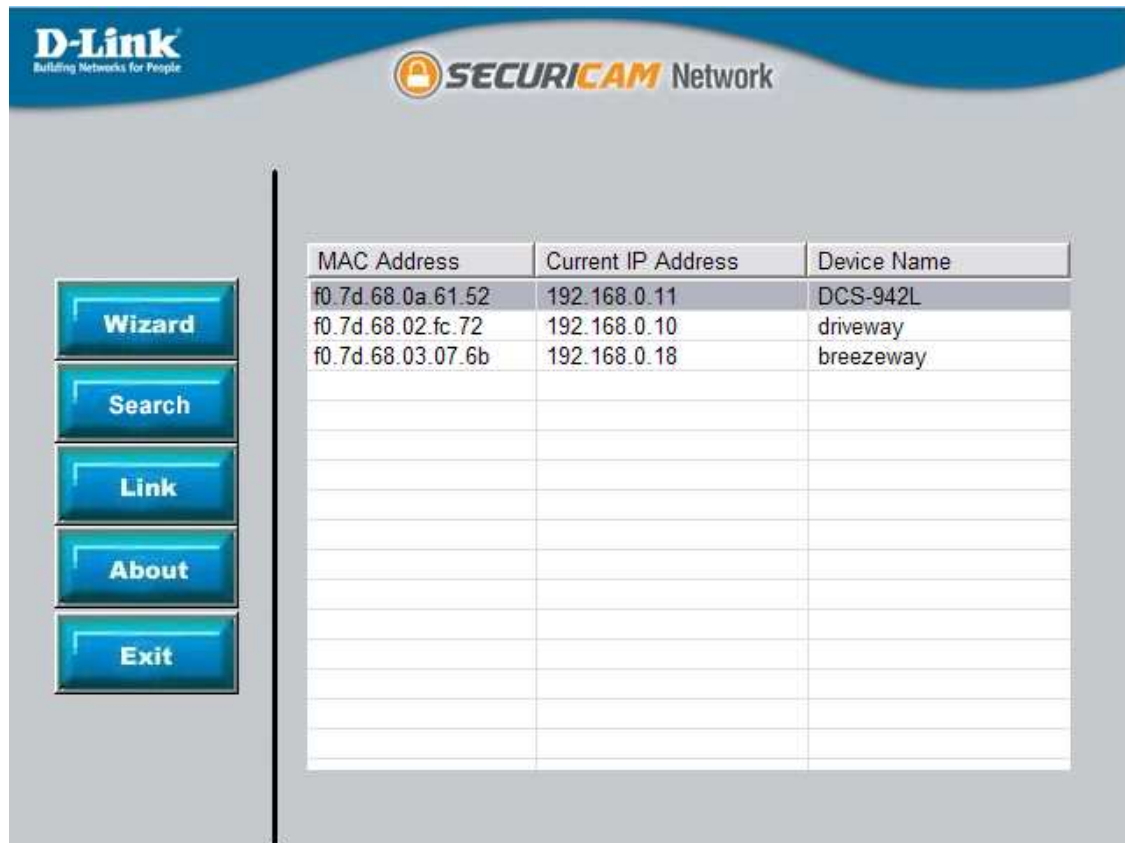 D-Link
Building Networks for People
SECURICAM Network
MAC Address Current IP Address Device Name
f0.7d.68.0a.61.52 192.168.0.11 DCS-942L
f0.7d.68.02.fc.72 192.168.0.10 driveway
f0.7d.68.03.07.6b 192.168.0.18 breezeway
Wizard
Search
Link
About
Exit